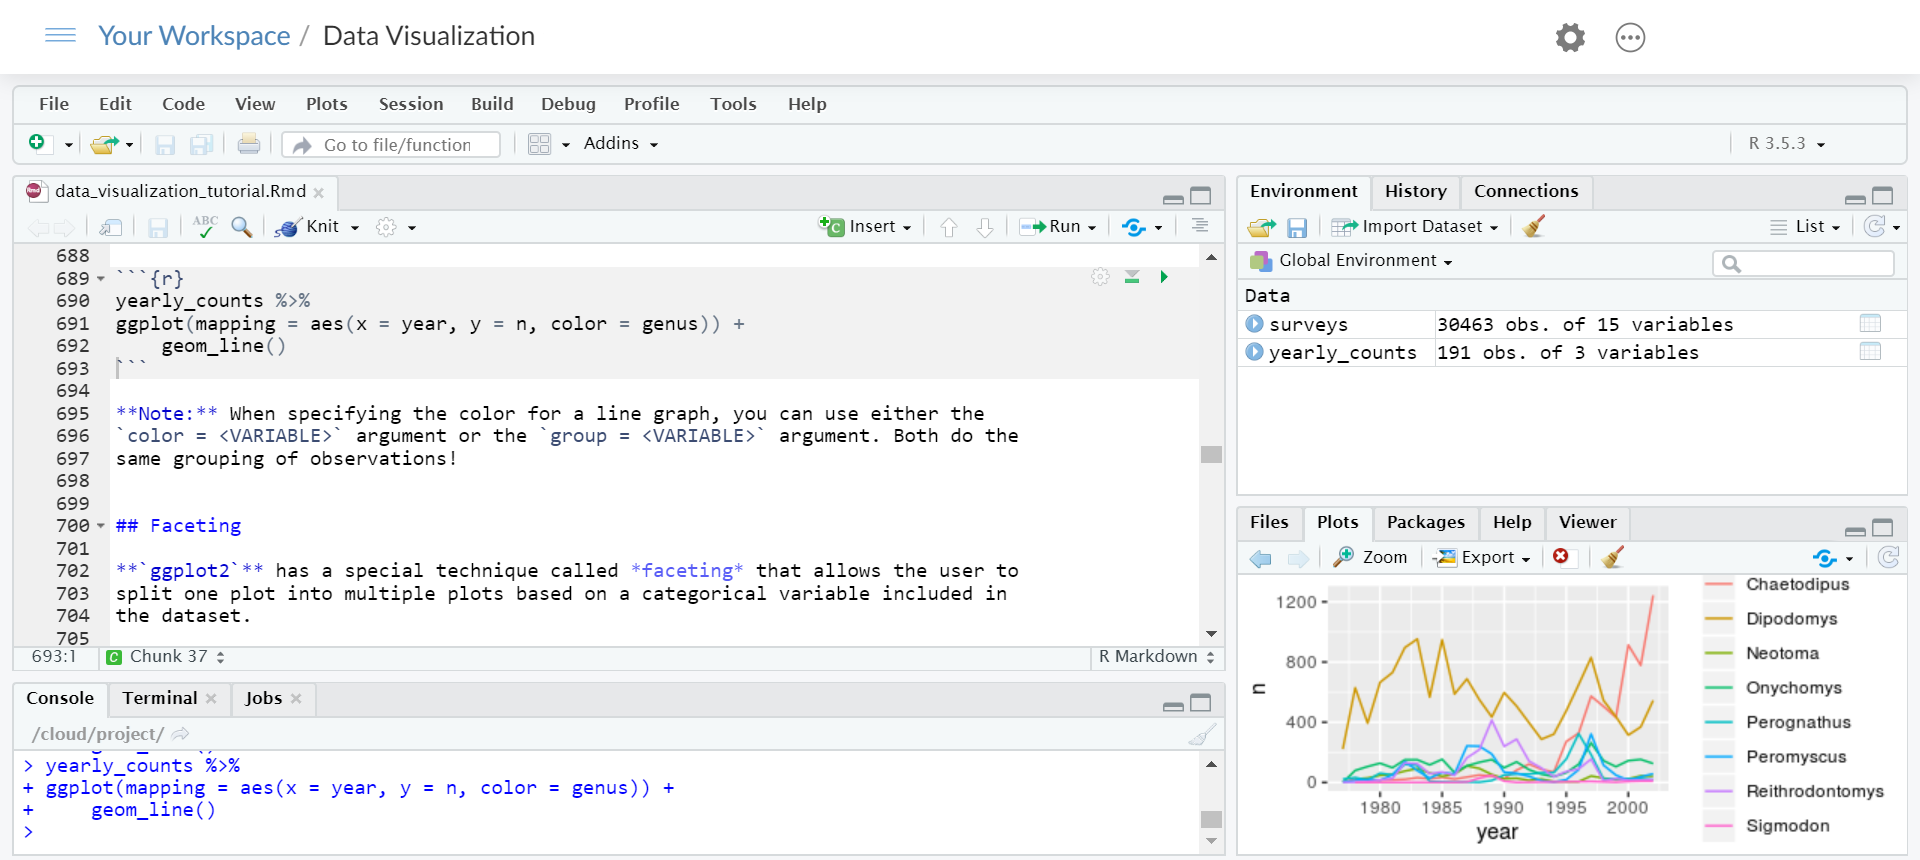 Your Workspace / Data Visualization
File Edit Code View Plots Session Build Debug Profile Tools Help
Go to file/function Addins R 3.5.3
data_visualization_tutorial.Rmd
ABC Knit Insert Run
688
689 ```{r}
690 yearly_counts %>%
691 ggplot(mapping = aes(x = year, y = n, color = genus)) +
692     geom_line()
693 ```
694
695 **Note:** When specifying the color for a line graph, you can use either the
696 `color = <VARIABLE>` argument or the `group = <VARIABLE>` argument. Both do the
697 same grouping of observations!
698
699
700 ## Faceting
701
702 **`ggplot2`** has a special technique called *faceting* that allows the user to
703 split one plot into multiple plots based on a categorical variable included in
704 the dataset.
705
693:1 C Chunk 37 R Markdown
Console Terminal Jobs
/cloud/project/
> yearly_counts %>%
+ ggplot(mapping = aes(x = year, y = n, color = genus)) +
+     geom_line()
>
Environment History Connections
Import Dataset List
Global Environment
Data
surveys 30463 obs. of 15 variables
yearly_counts 191 obs. of 3 variables
Files Plots Packages Help Viewer
Zoom Export
1200
800
400
0
n
1980 1985 1990 1995 2000
year
Chaetodipus
Dipodomys
Neotoma
Onychomys
Perognathus
Peromyscus
Reithrodontomys
Sigmodon